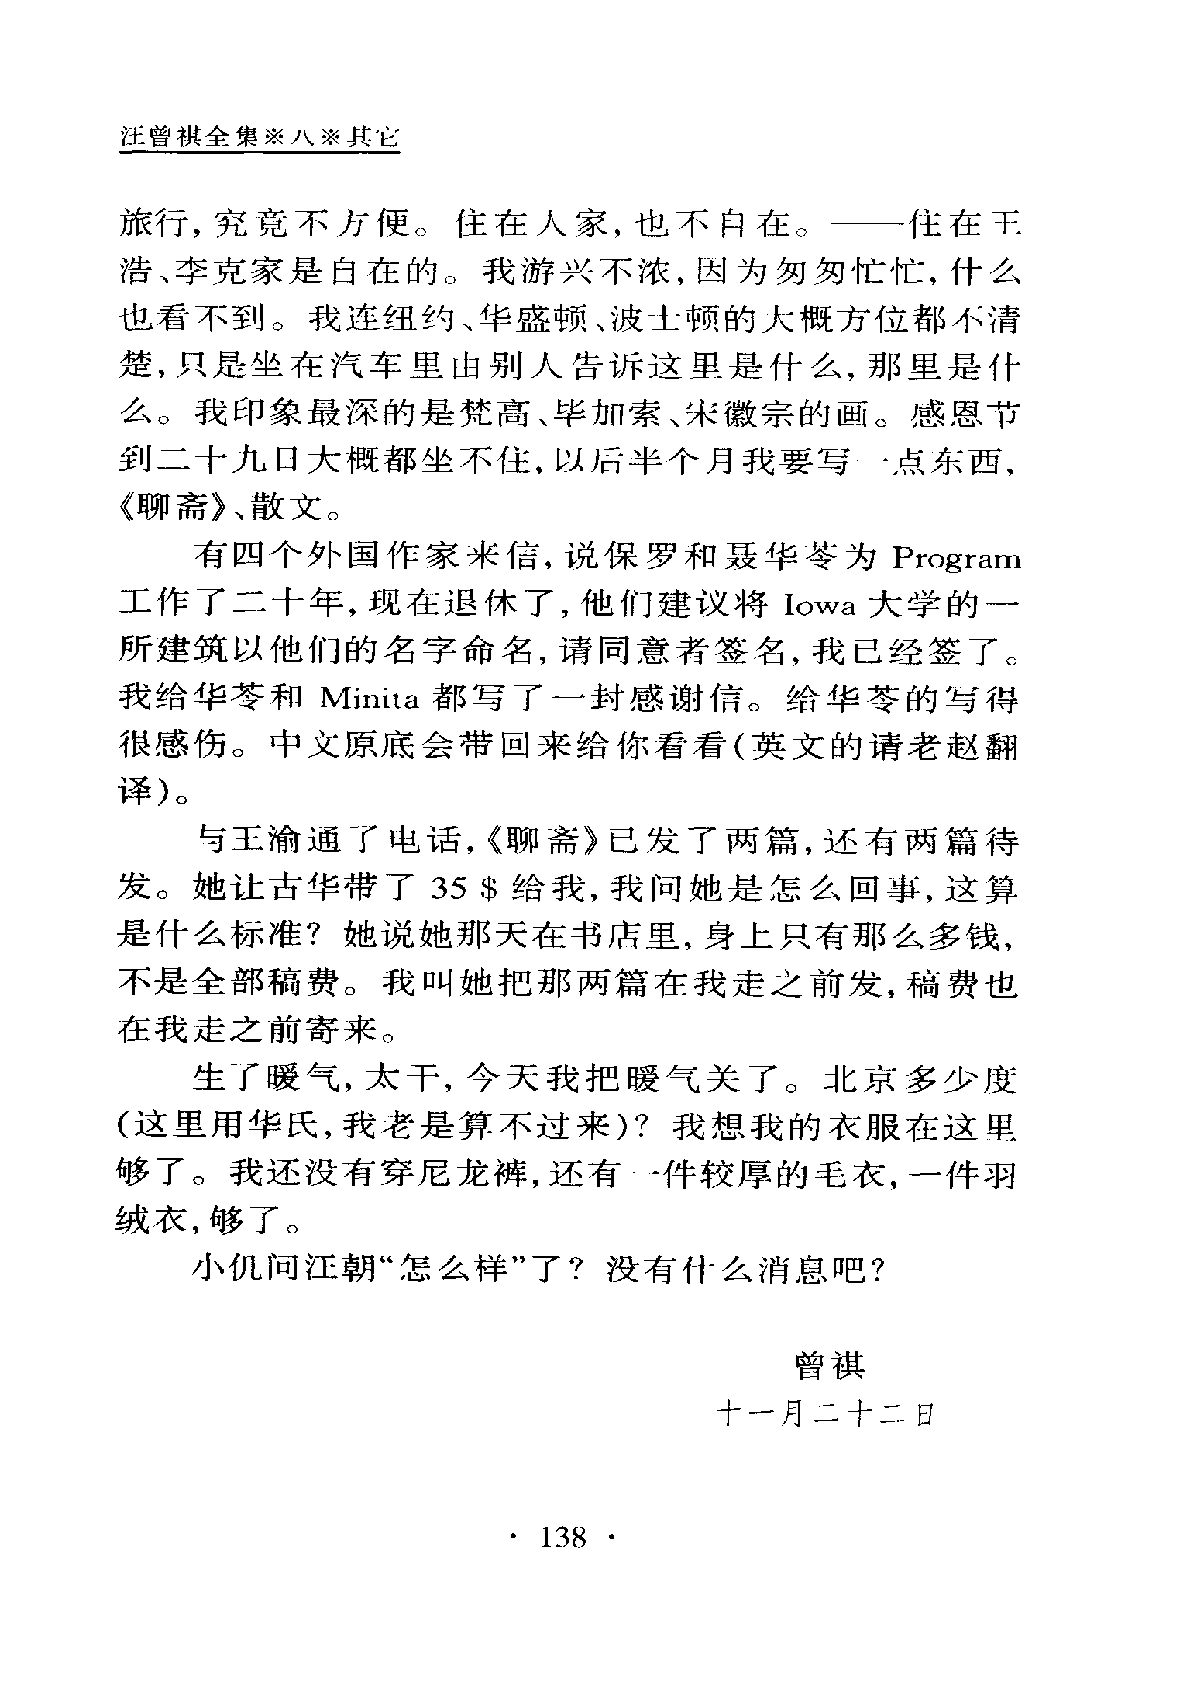 汪曾祺全集※八※其它
旅行，究竟不方便。住在人家，也不自在。——住在王
浩、李克家是自在的。我游兴不浓，因为匆匆忙忙，什么
也看不到。我连纽约、华盛顿、波士顿的大概方位都不清
楚，只是坐在汽车里由别人告诉这里是什么，那里是什
么。我印象最深的是梵高、毕加索、宋徽宗的画。感恩节
到二十九日大概都坐不住，以后半个月我要写一点东西，
《聊斋》、散文。
有四个外国作家来信，说保罗和聂华苓为 Program
工作了二十年，现在退休了，他们建议将 Iowa 大学的一
所建筑以他们的名字命名，请同意者签名，我已经签了。
我给华苓和 Minita 都写了一封感谢信。给华苓的写得
很感伤。中文原底会带回来给你看看(英文的请老赵翻
译)。
与王渝通了电话，《聊斋》已发了两篇，还有两篇待
发。她让古华带了 35 $ 给我，我问她是怎么回事，这算
是什么标准？她说她那天在书店里，身上只有那么多钱，
不是全部稿费。我叫她把那两篇在我走之前发，稿费也
在我走之前寄来。
生了暖气，太干，今天我把暖气关了。北京多少度
(这里用华氏，我老是算不过来)？我想我的衣服在这里
够了。我还没有穿尼龙裤，还有一件较厚的毛衣，一件羽
绒衣，够了。
小仉问汪朝“怎么样”了？没有什么消息吧？
曾祺
十一月二十二日
· 138 ·